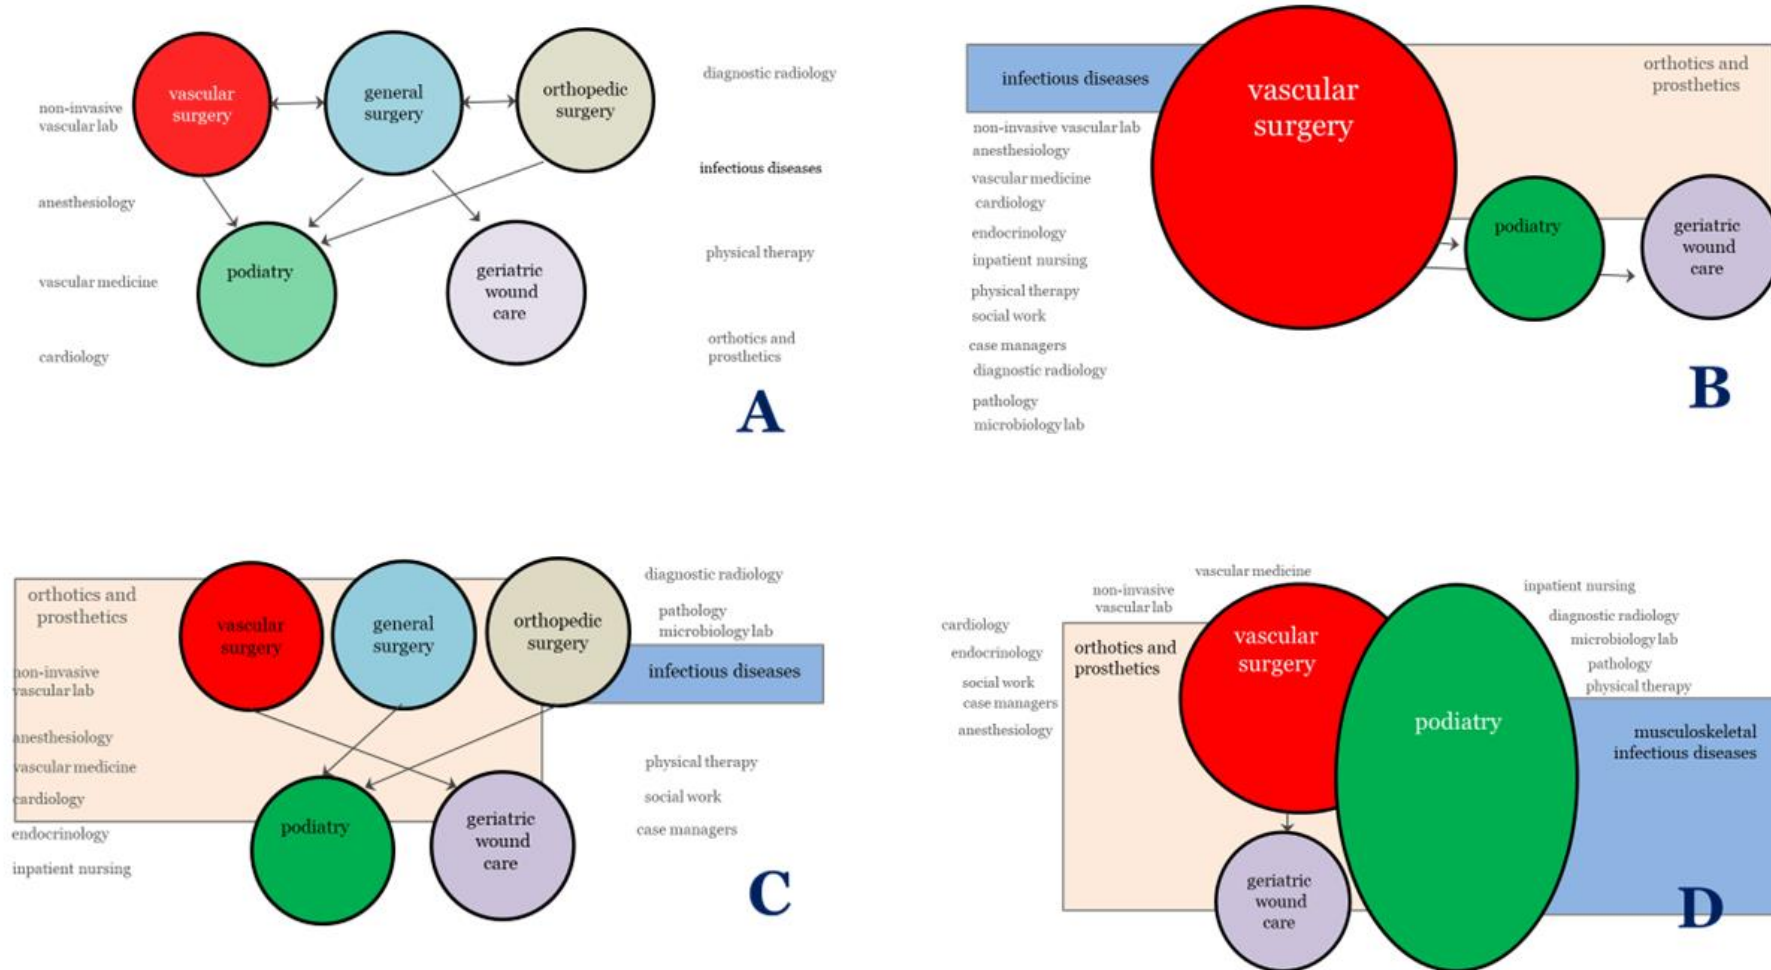 vascular
surgery
general
surgery
orthopedic
surgery
diagnostic radiology
non-invasive
vascular lab
infectious diseases
anesthesiology
physical therapy
podiatry
geriatric
wound
care
vascular medicine
orthotics and
prosthetics
cardiology
A
infectious diseases
vascular
surgery
orthotics and
prosthetics
non-invasive vascular lab
anesthesiology
vascular medicine
cardiology
endocrinology
inpatient nursing
physical therapy
social work
case managers
diagnostic radiology
pathology
microbiology lab
podiatry
geriatric
wound
care
B
orthotics and
prosthetics
vascular
surgery
general
surgery
orthopedic
surgery
diagnostic radiology
pathology
microbiology lab
infectious diseases
non-invasive
vascular lab
anesthesiology
vascular medicine
cardiology
endocrinology
inpatient nursing
physical therapy
social work
case managers
podiatry
geriatric
wound
care
C
vascular medicine
non-invasive
vascular lab
cardiology
endocrinology
social work
case managers
anesthesiology
orthotics and
prosthetics
vascular
surgery
podiatry
inpatient nursing
diagnostic radiology
microbiology lab
pathology
physical therapy
musculoskeletal
infectious diseases
geriatric
wound
care
D